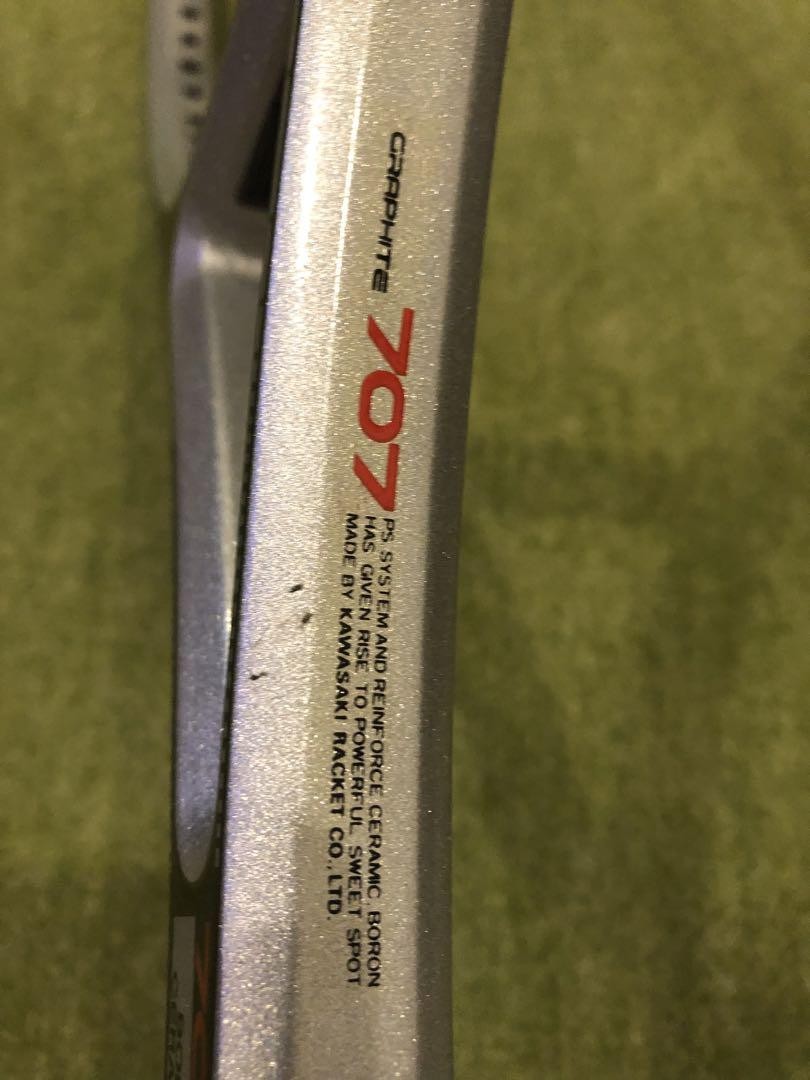 GRAPHITE 707
PS SYSTEM AND REINFORCE CERAMIC, BORON
HAS GIVEN RISE TO POWERFUL SWEET SPOT
MADE BY KAWASAKI RACKET CO., LTD.